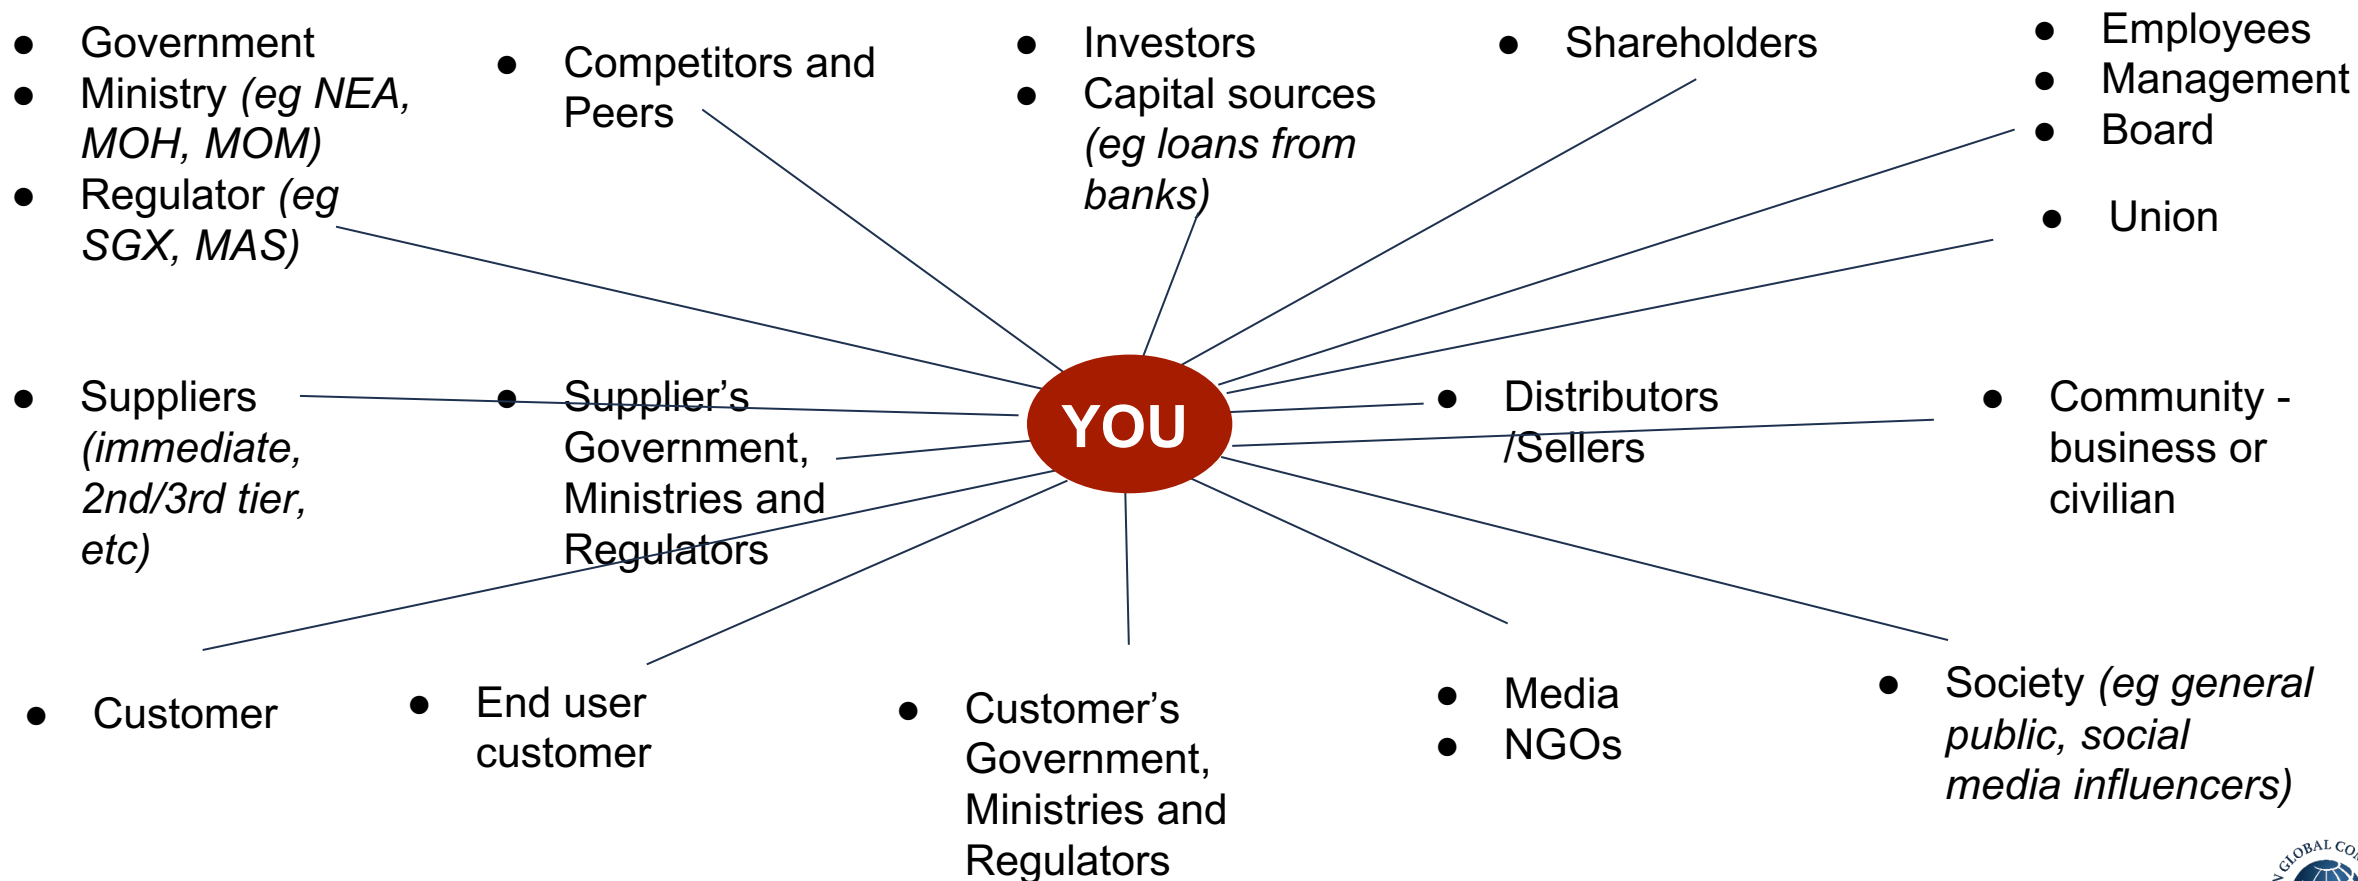 ● Government
● Ministry (eg NEA,
MOH, MOM)
● Regulator (eg
SGX, MAS)
● Competitors and
Peers
● Investors
● Capital sources
(eg loans from
banks)
● Shareholders
● Employees
● Management
● Board
● Union
● Suppliers
(immediate,
2nd/3rd tier,
etc)
● Supplier’s
Government,
Ministries and
Regulators
YOU
● Distributors
/Sellers
● Community -
business or
civilian
● Customer
● End user
customer
● Customer’s
Government,
Ministries and
Regulators
● Media
● NGOs
● Society (eg general
public, social
media influencers)
GLOBAL